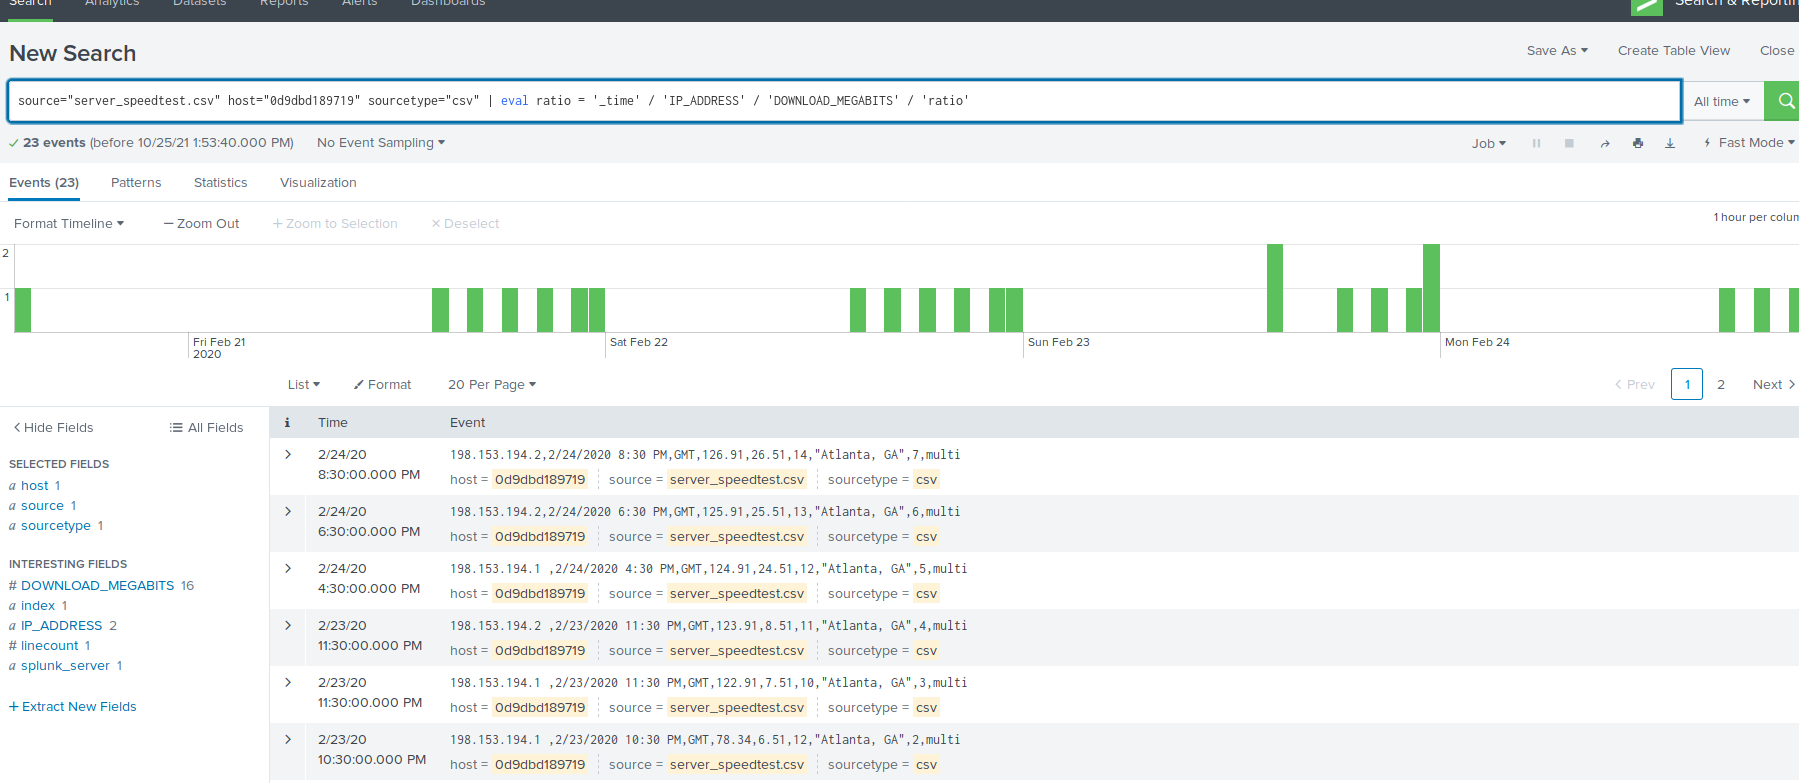 Search Analytics Datasets Reports Alerts Dashboards Search & Reportin
New Search Save As Create Table View Close
source="server_speedtest.csv" host="0d9dbd189719" sourcetype="csv" | eval ratio = '_time' / 'IP_ADDRESS' / 'DOWNLOAD_MEGABITS' / 'ratio' All time
23 events (before 10/25/21 1:53:40.000 PM) No Event Sampling Job Fast Mode
Events (23) Patterns Statistics Visualization
Format Timeline — Zoom Out + Zoom to Selection × Deselect 1 hour per colum
2
1
Fri Feb 21 Sat Feb 22 Sun Feb 23 Mon Feb 24
2020
List Format 20 Per Page < Prev 1 2 Next >
< Hide Fields All Fields i Time Event
SELECTED FIELDS
a host 1
a source 1
a sourcetype 1
INTERESTING FIELDS
# DOWNLOAD_MEGABITS 16
a index 1
a IP_ADDRESS 2
# linecount 1
a splunk_server 1
+ Extract New Fields
> 2/24/20 198.153.194.2,2/24/2020 8:30 PM,GMT,126.91,26.51,14,"Atlanta, GA",7,multi
8:30:00.000 PM host = 0d9dbd189719 source = server_speedtest.csv sourcetype = csv
> 2/24/20 198.153.194.2,2/24/2020 6:30 PM,GMT,125.91,25.51,13,"Atlanta, GA",6,multi
6:30:00.000 PM host = 0d9dbd189719 source = server_speedtest.csv sourcetype = csv
> 2/24/20 198.153.194.1 ,2/24/2020 4:30 PM,GMT,124.91,24.51,12,"Atlanta, GA",5,multi
4:30:00.000 PM host = 0d9dbd189719 source = server_speedtest.csv sourcetype = csv
> 2/23/20 198.153.194.2 ,2/23/2020 11:30 PM,GMT,123.91,8.51,11,"Atlanta, GA",4,multi
11:30:00.000 PM host = 0d9dbd189719 source = server_speedtest.csv sourcetype = csv
> 2/23/20 198.153.194.1 ,2/23/2020 11:30 PM,GMT,122.91,7.51,10,"Atlanta, GA",3,multi
11:30:00.000 PM host = 0d9dbd189719 source = server_speedtest.csv sourcetype = csv
> 2/23/20 198.153.194.1 ,2/23/2020 10:30 PM,GMT,78.34,6.51,12,"Atlanta, GA",2,multi
10:30:00.000 PM host = 0d9dbd189719 source = server_speedtest.csv sourcetype = csv